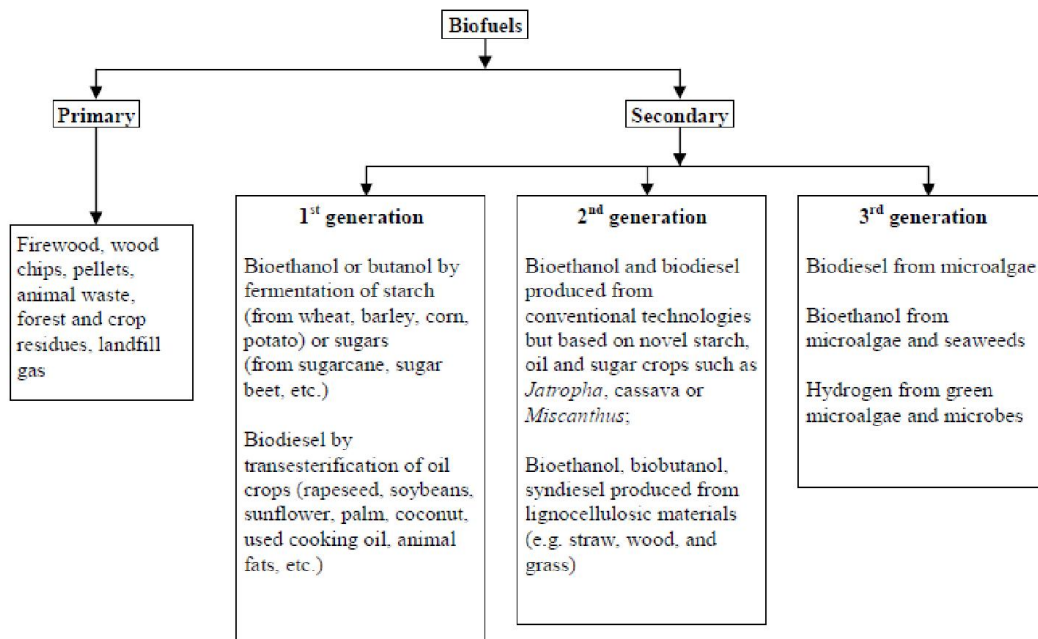 Biofuels
Primary
Secondary
Firewood, wood
chips, pellets,
animal waste,
forest and crop
residues, landfill
gas
1st generation
Bioethanol or butanol by
fermentation of starch
(from wheat, barley, corn,
potato) or sugars
(from sugarcane, sugar
beet, etc.)
Biodiesel by
transesterification of oil
crops (rapeseed, soybeans,
sunflower, palm, coconut,
used cooking oil, animal
fats, etc.)
2nd generation
Bioethanol and biodiesel
produced from
conventional technologies
but based on novel starch,
oil and sugar crops such as
Jatropha, cassava or
Miscanthus;
Bioethanol, biobutanol,
syndiesel produced from
lignocellulosic materials
(e.g. straw, wood, and
grass)
3rd generation
Biodiesel from microalgae
Bioethanol from
microalgae and seaweeds
Hydrogen from green
microalgae and microbes